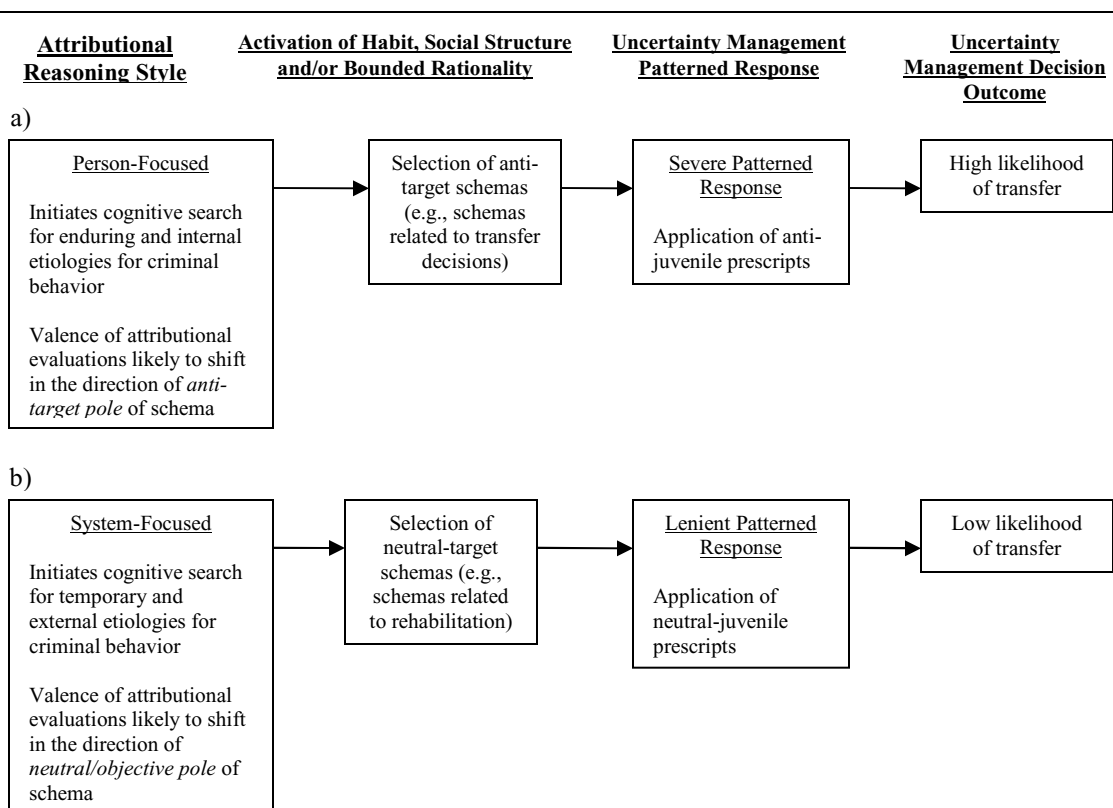 Attributional
Reasoning Style
Activation of Habit, Social Structure
and/or Bounded Rationality
Uncertainty Management
Patterned Response
Uncertainty
Management Decision
Outcome
a)
Person-Focused
Initiates cognitive search
for enduring and internal
etiologies for criminal
behavior
Valence of attributional
evaluations likely to shift
in the direction of anti-
target pole of schema
Selection of anti-
target schemas
(e.g., schemas
related to transfer
decisions)
Severe Patterned
Response
Application of anti-
juvenile prescripts
High likelihood
of transfer
b)
System-Focused
Initiates cognitive search
for temporary and
external etiologies for
criminal behavior
Valence of attributional
evaluations likely to shift
in the direction of
neutral/objective pole of
schema
Selection of
neutral-target
schemas (e.g.,
schemas related
to rehabilitation)
Lenient Patterned
Response
Application of
neutral-juvenile
prescripts
Low likelihood
of transfer